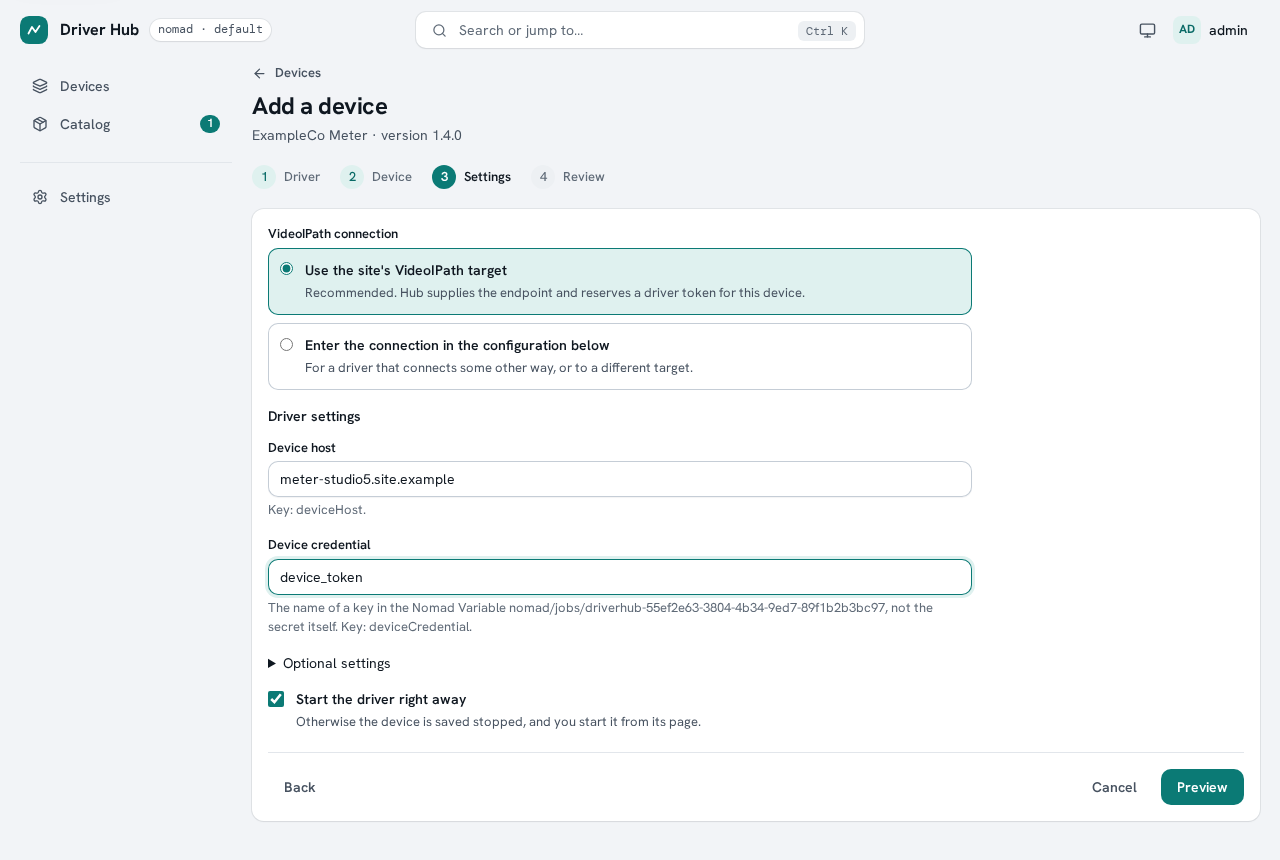 Driver Hub
nomad · default
Search or jump to...
Ctrl K
AD
admin
Devices
Catalog
1
Settings
Devices
Add a device
ExampleCo Meter · version 1.4.0
1 Driver
2 Device
3 Settings
4 Review
VideoIPath connection
Use the site's VideoIPath target
Recommended. Hub supplies the endpoint and reserves a driver token for this device.
Enter the connection in the configuration below
For a driver that connects some other way, or to a different target.
Driver settings
Device host
meter-studio5.site.example
Key: deviceHost.
Device credential
device_token
The name of a key in the Nomad Variable nomad/jobs/driverhub-55ef2e63-3804-4b34-9ed7-89f1b2b3bc97, not the
secret itself. Key: deviceCredential.
Optional settings
Start the driver right away
Otherwise the device is saved stopped, and you start it from its page.
Back
Cancel
Preview